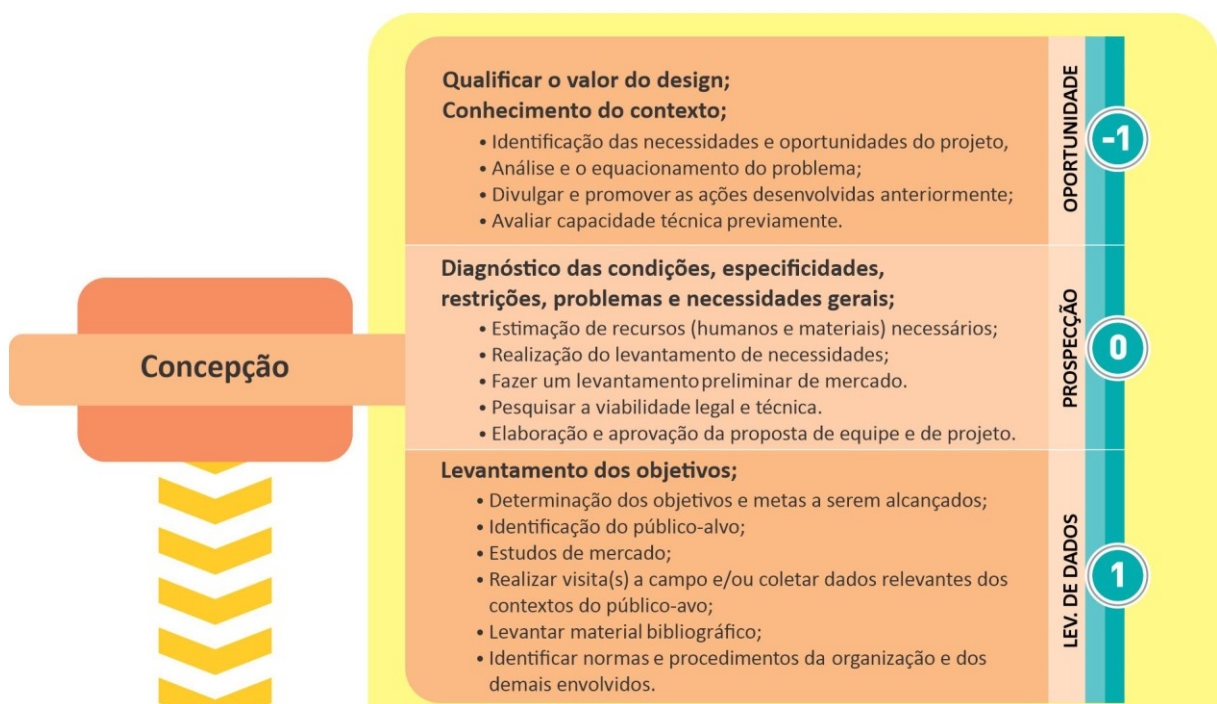 Concepção
Qualificar o valor do design;
Conhecimento do contexto;
• Identificação das necessidades e oportunidades do projeto,
• Análise e o equacionamento do problema;
• Divulgar e promover as ações desenvolvidas anteriormente;
• Avaliar capacidade técnica previamente.
OPORTUNIDADE
-1
Diagnóstico das condições, especificidades,
restrições, problemas e necessidades gerais;
• Estimação de recursos (humanos e materiais) necessários;
• Realização do levantamento de necessidades;
• Fazer um levantamento preliminar de mercado.
• Pesquisar a viabilidade legal e técnica.
• Elaboração e aprovação da proposta de equipe e de projeto.
PROSPECÇÃO
0
Levantamento dos objetivos;
• Determinação dos objetivos e metas a serem alcançados;
• Identificação do público-alvo;
• Estudos de mercado;
• Realizar visita(s) a campo e/ou coletar dados relevantes dos
contextos do público-avo;
• Levantar material bibliográfico;
• Identificar normas e procedimentos da organização e dos
demais envolvidos.
LEV. DE DADOS
1